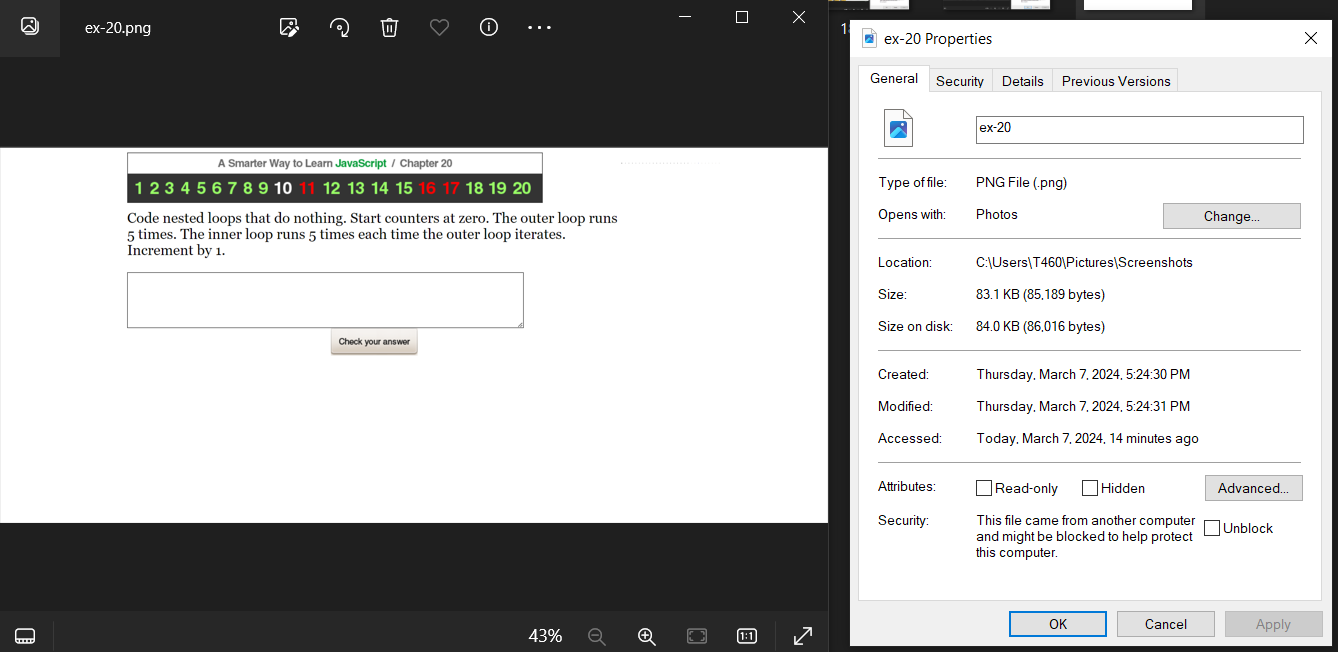 ex-20.png
A Smarter Way to Learn JavaScript / Chapter 20
1 2 3 4 5 6 7 8 9 10 11 12 13 14 15 16 17 18 19 20
Code nested loops that do nothing. Start counters at zero. The outer loop runs
5 times. The inner loop runs 5 times each time the outer loop iterates.
Increment by 1.
Check your answer
43%
1:1
ex-20 Properties
General Security Details Previous Versions
ex-20
Type of file: PNG File (.png)
Opens with: Photos Change...
Location: C:\Users\T460\Pictures\Screenshots
Size: 83.1 KB (85,189 bytes)
Size on disk: 84.0 KB (86,016 bytes)
Created: Thursday, March 7, 2024, 5:24:30 PM
Modified: Thursday, March 7, 2024, 5:24:31 PM
Accessed: Today, March 7, 2024, 14 minutes ago
Attributes: Read-only Hidden Advanced...
Security: This file came from another computer
and might be blocked to help protect
this computer.
Unblock
OK Cancel Apply